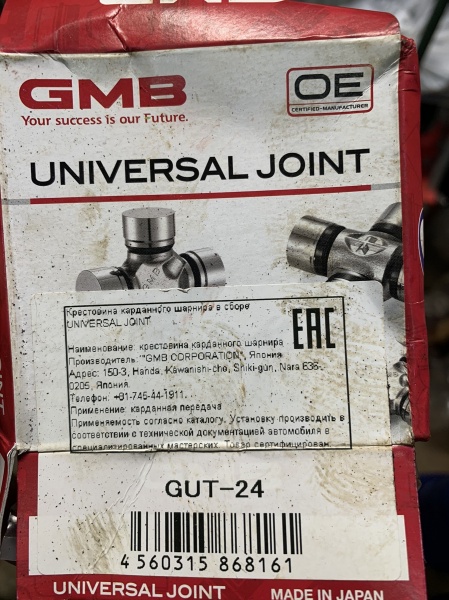 GMB
Your success is our Future.
OE
CERTIFIED-MANUFACTURER
UNIVERSAL JOINT
GMB
GMB
Крестовина карданного шарнира в сборе
UNIVERSAL JOINT
EAC
Наименование: крестовина карданного шарнира
Производитель: "GMB CORPORATION", Япония
Адрес: 150-3, Handa, Kawanishi-cho, Shiki-gun, Nara 636-
0205, Япония.
Телефон: +81-745-44-1911.
Применение: карданная передача
Применяемость согласно каталогу. Установку производить в
соответствии с технической документацией автомобиля в
специализированных мастерских. Товар сертифицирован.
GUT-24
4 560315 868161
UNIVERSAL JOINT
MADE IN JAPAN